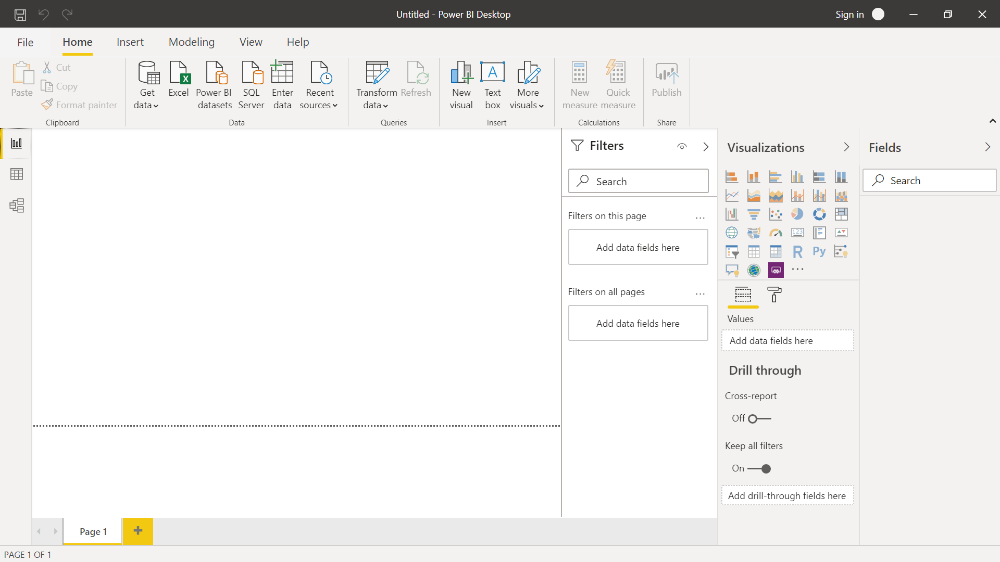 Untitled - Power BI Desktop
Sign in
File
Home
Insert
Modeling
View
Help
Paste
Cut
Copy
Format painter
Clipboard
Get
data
Excel
Power BI
datasets
SQL
Server
Enter
data
Recent
sources
Data
Transform
data
Refresh
Queries
New
visual
Text
box
More
visuals
Insert
New
measure
Quick
measure
Calculations
Publish
Share
Filters
Search
Filters on this page
...
Add data fields here
Filters on all pages
...
Add data fields here
Visualizations
123
R
Py
...
Values
Add data fields here
Drill through
Cross-report
Off
Keep all filters
On
Add drill-through fields here
Fields
Search
Page 1
PAGE 1 OF 1